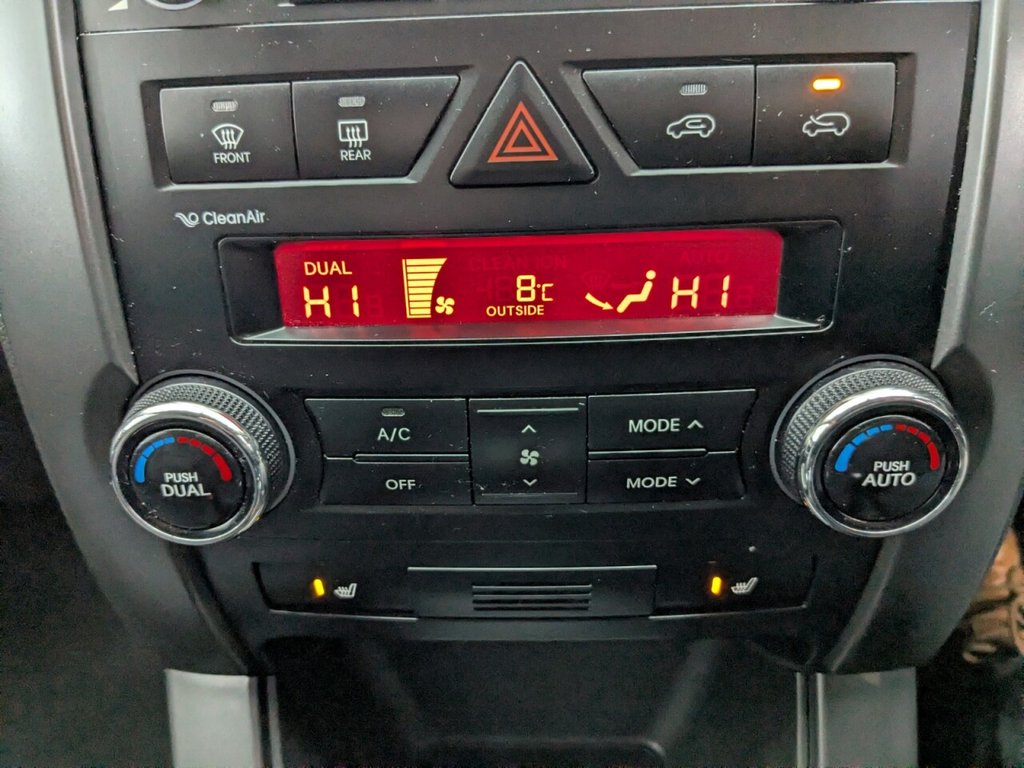 FRONT
REAR
CleanAir
DUAL
HI
8°C
OUTSIDE
HI
A/C
MODE
OFF
MODE
PUSH
DUAL
PUSH
AUTO